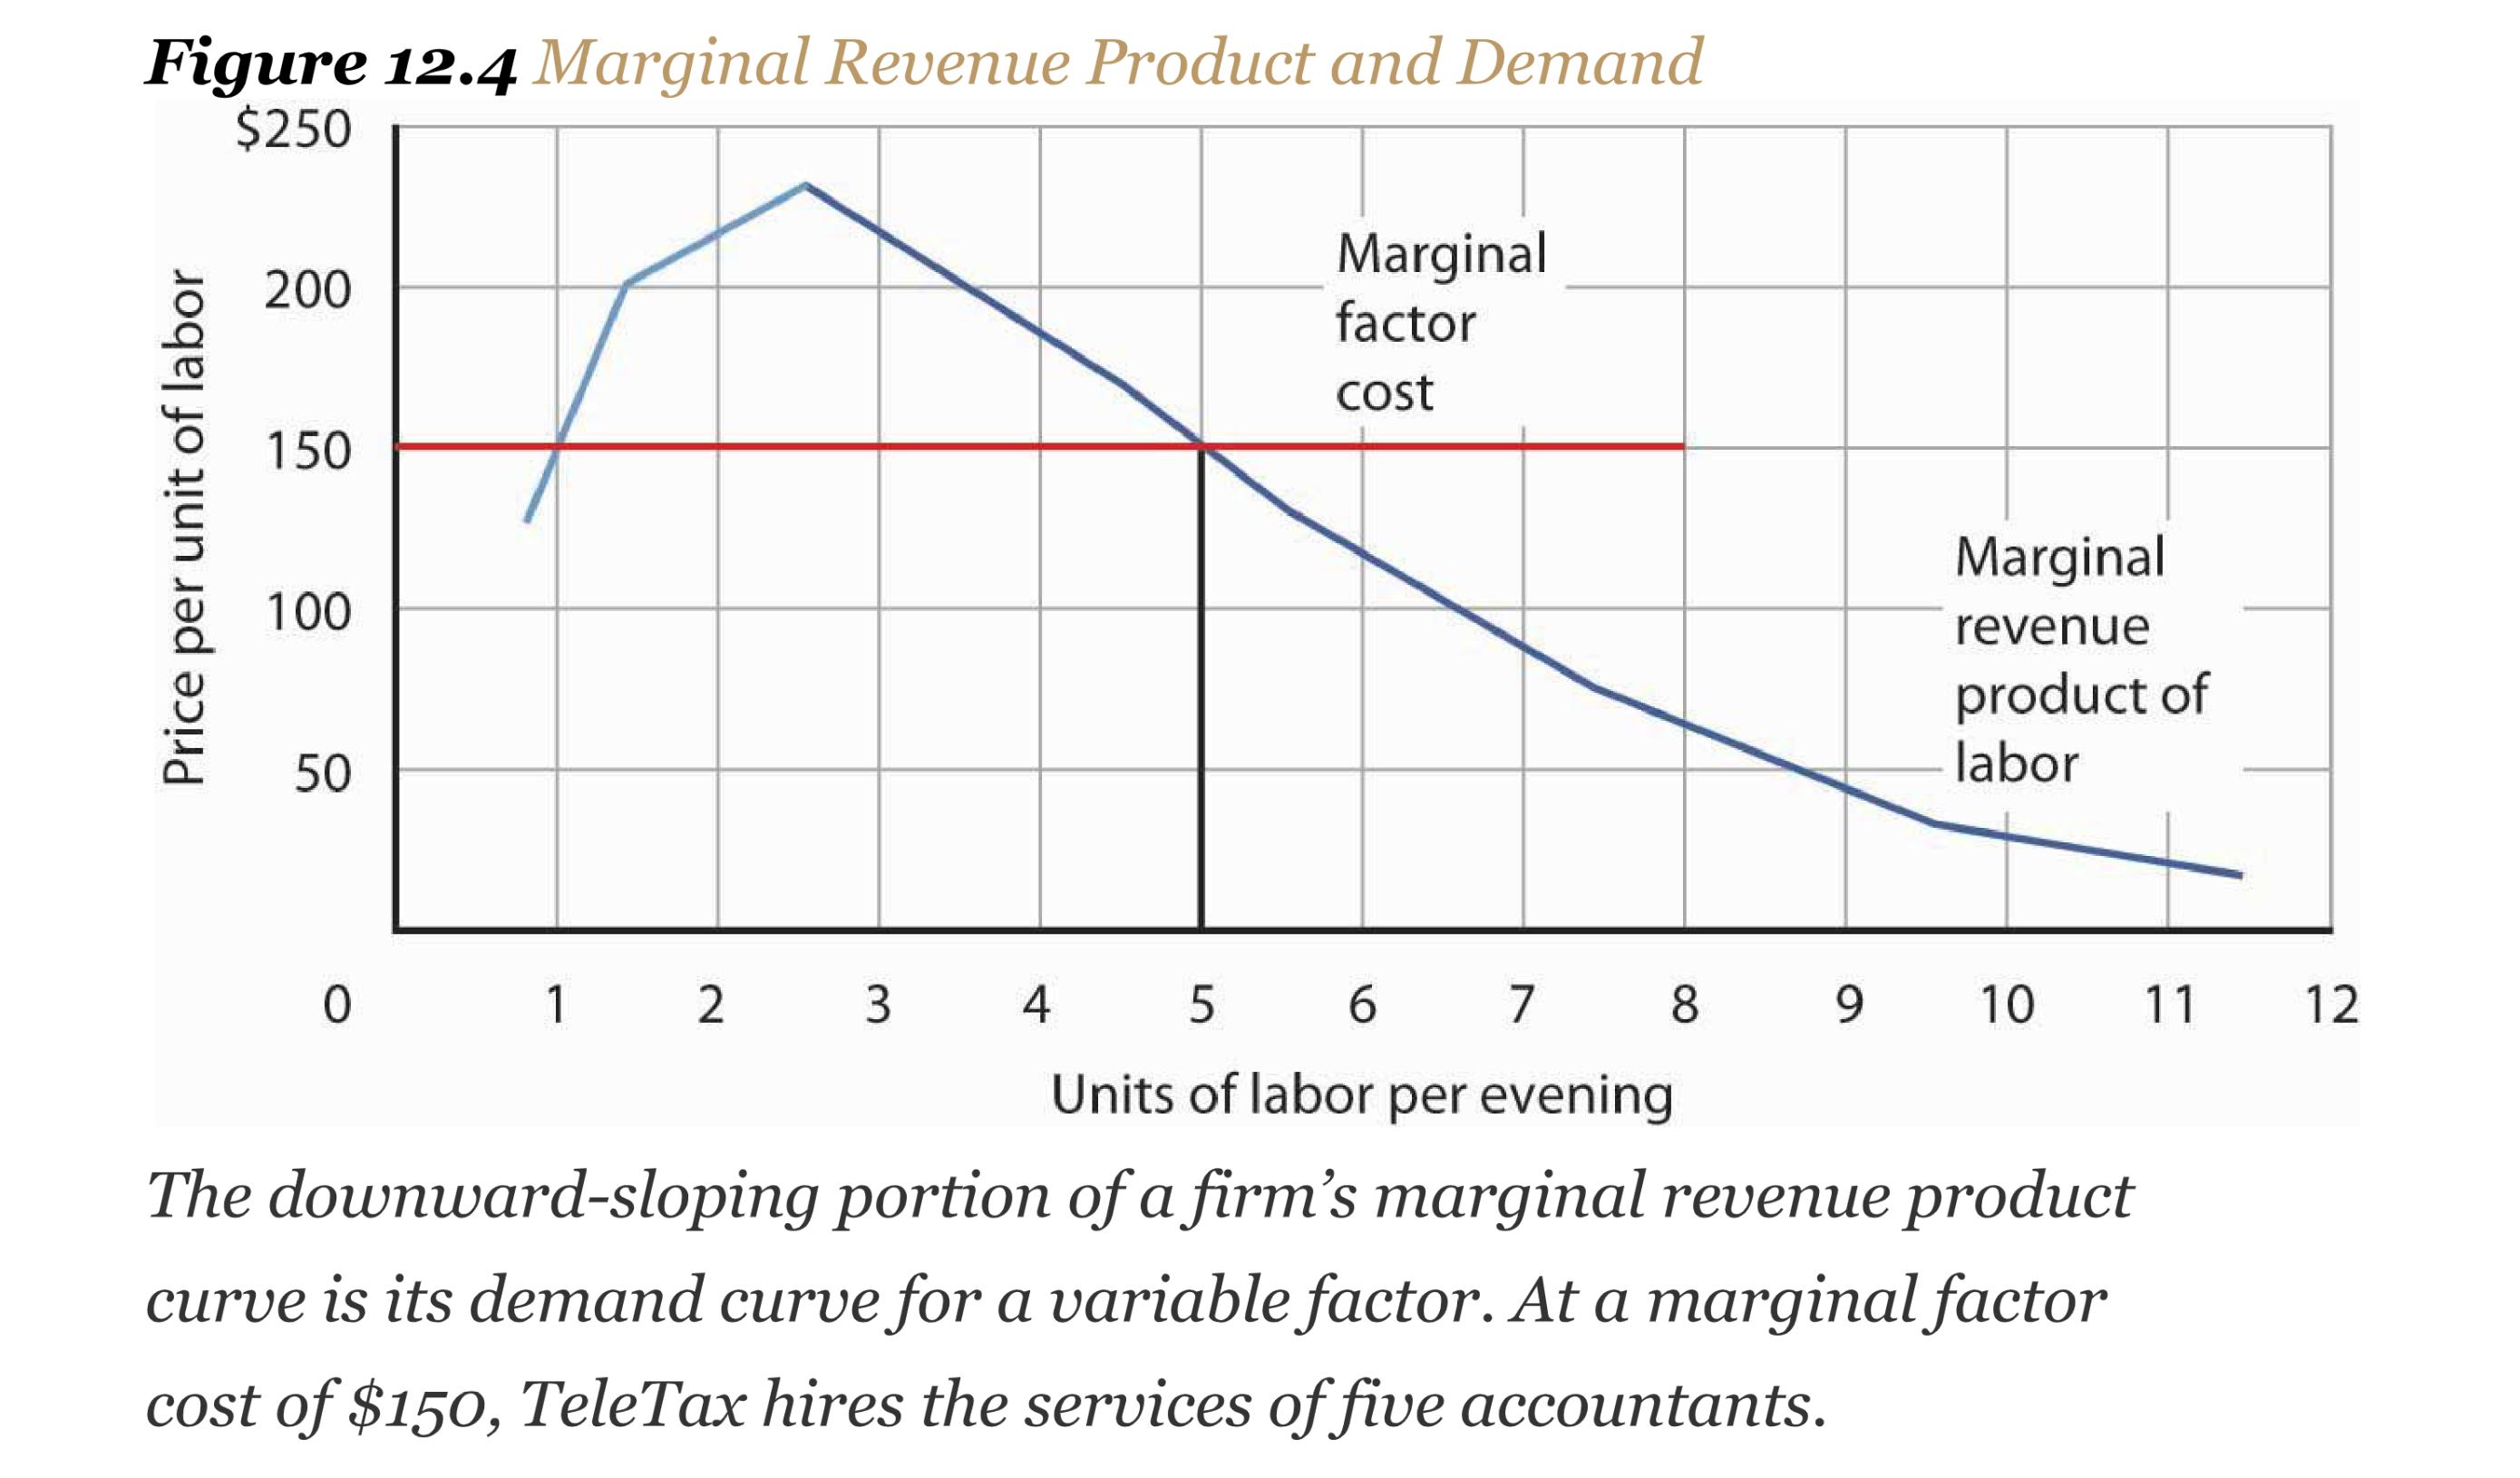 Figure 12.4 Marginal Revenue Product and Demand
$250
200
150
100
50
0
Price per unit of labor
Marginal
factor
cost
Marginal
revenue
product of
labor
1 2 3 4 5 6 7 8 9 10 11 12
Units of labor per evening
The downward-sloping portion of a firm’s marginal revenue product
curve is its demand curve for a variable factor. At a marginal factor
cost of $150, TeleTax hires the services of five accountants.